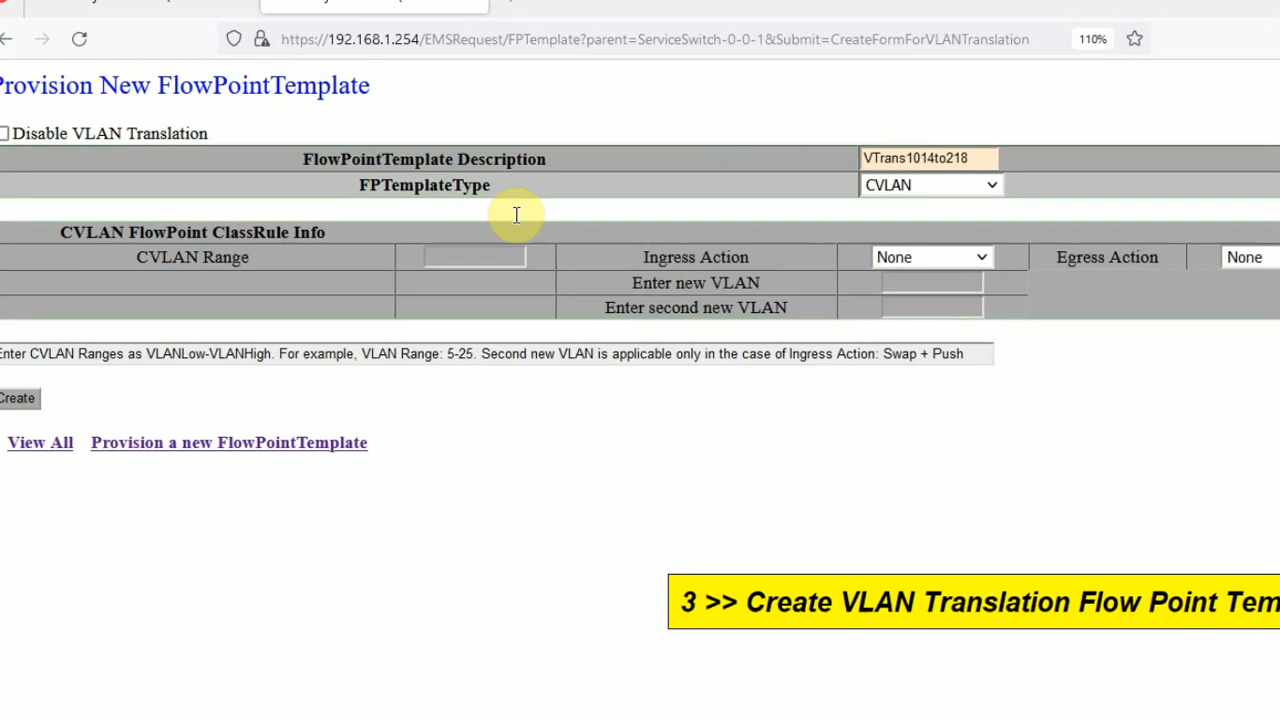 https://192.168.1.254/EMSRequest/FPTemplate?parent=ServiceSwitch-0-0-1&Submit=CreateFormForVLANTranslation 110%
Provision New FlowPointTemplate
Disable VLAN Translation
FlowPointTemplate Description VTrans1014to218
FPTemplateType CVLAN
CVLAN FlowPoint ClassRule Info
CVLAN Range Ingress Action None Egress Action None
Enter new VLAN
Enter second new VLAN
Enter CVLAN Ranges as VLANLow-VLANHigh. For example, VLAN Range: 5-25. Second new VLAN is applicable only in the case of Ingress Action: Swap + Push
Create
View All Provision a new FlowPointTemplate
3 >> Create VLAN Translation Flow Point Tem